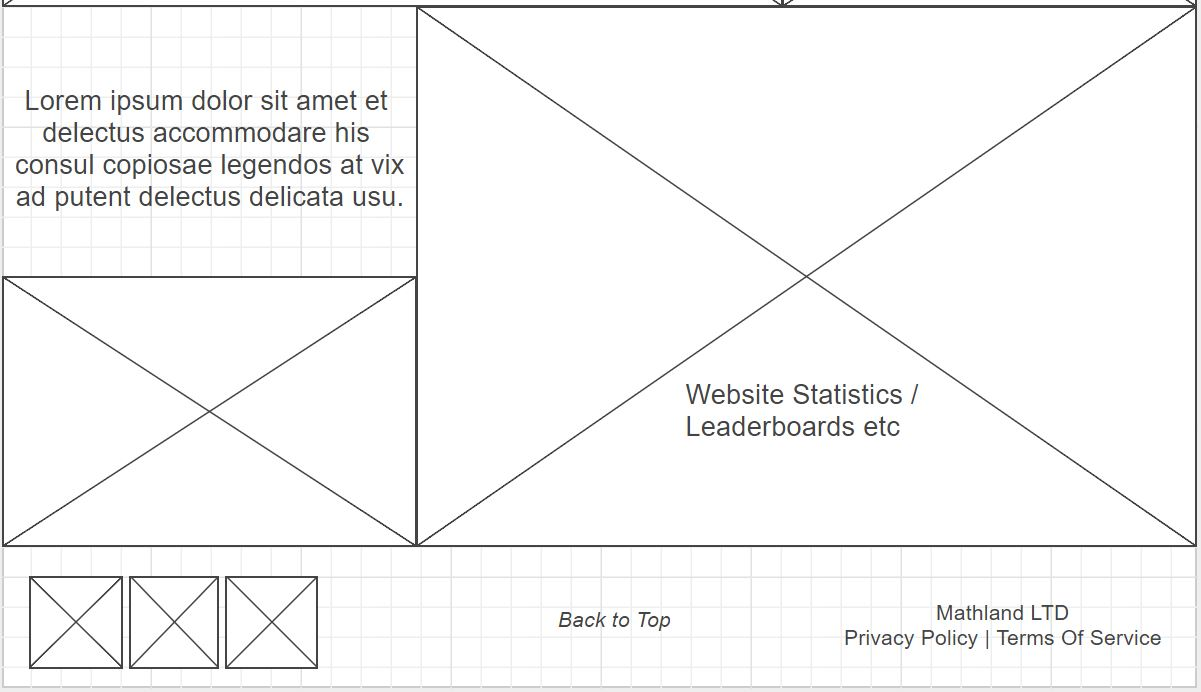 Lorem ipsum dolor sit amet et
delectus accommodare his
consul copiosae legendos at vix
ad putent delectus delicata usu.
Website Statistics /
Leaderboards etc
Back to Top
Mathland LTD
Privacy Policy | Terms Of Service